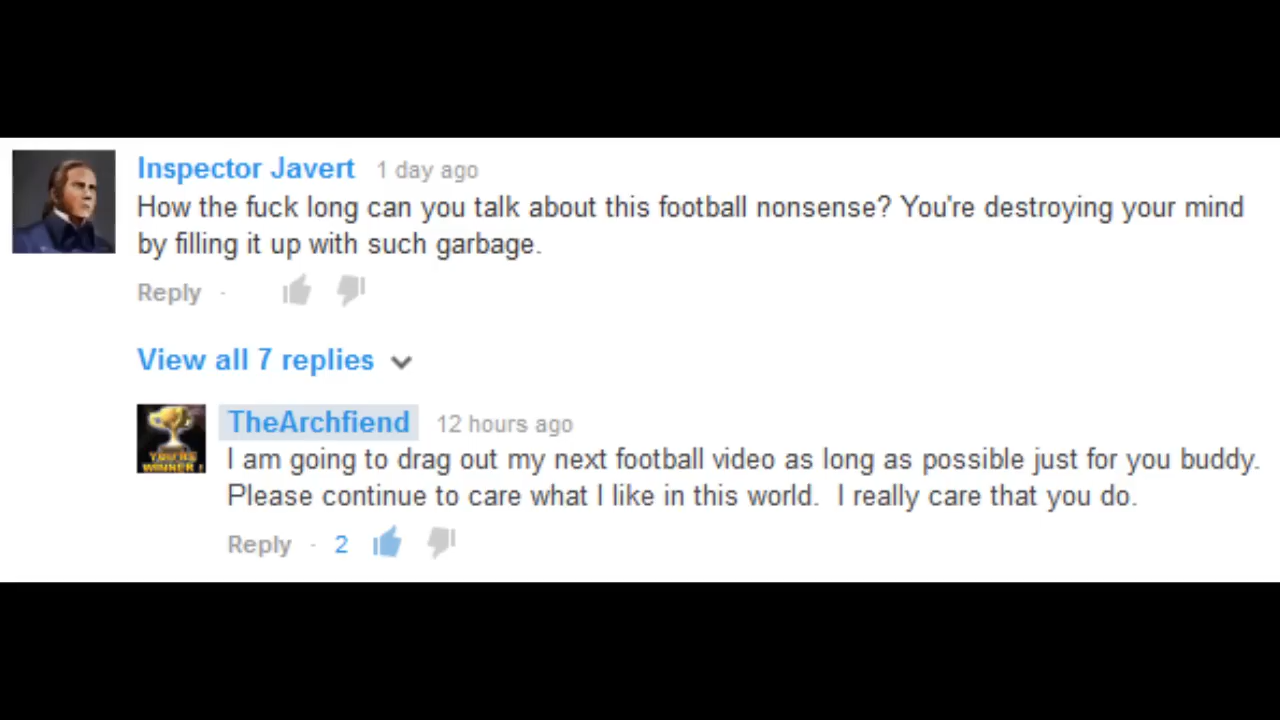 Inspector Javert 1 day ago
How the fuck long can you talk about this football nonsense? You're destroying your mind
by filling it up with such garbage.
Reply ·
View all 7 replies
TheArchfiend 12 hours ago
I am going to drag out my next football video as long as possible just for you buddy.
Please continue to care what I like in this world.  I really care that you do.
Reply · 2
YOU'RE
WINNER !